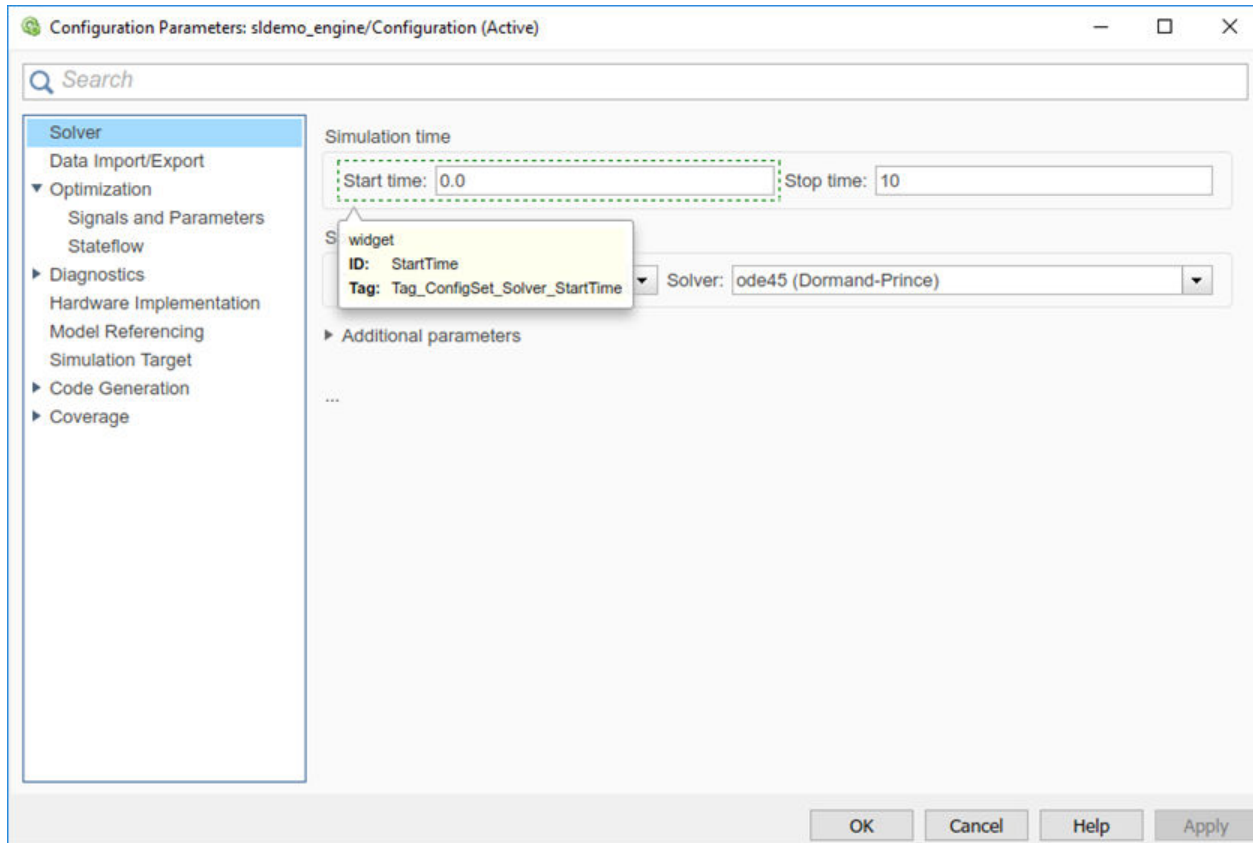 Configuration Parameters: sldemo_engine/Configuration (Active)
Search
Solver
Data Import/Export
Optimization
Signals and Parameters
Stateflow
Diagnostics
Hardware Implementation
Model Referencing
Simulation Target
Code Generation
Coverage
Simulation time
Start time: 0.0 Stop time: 10
S
widget
ID: StartTime
Tag: Tag_ConfigSet_Solver_StartTime
Solver: ode45 (Dormand-Prince)
Additional parameters
...
OK Cancel Help Apply